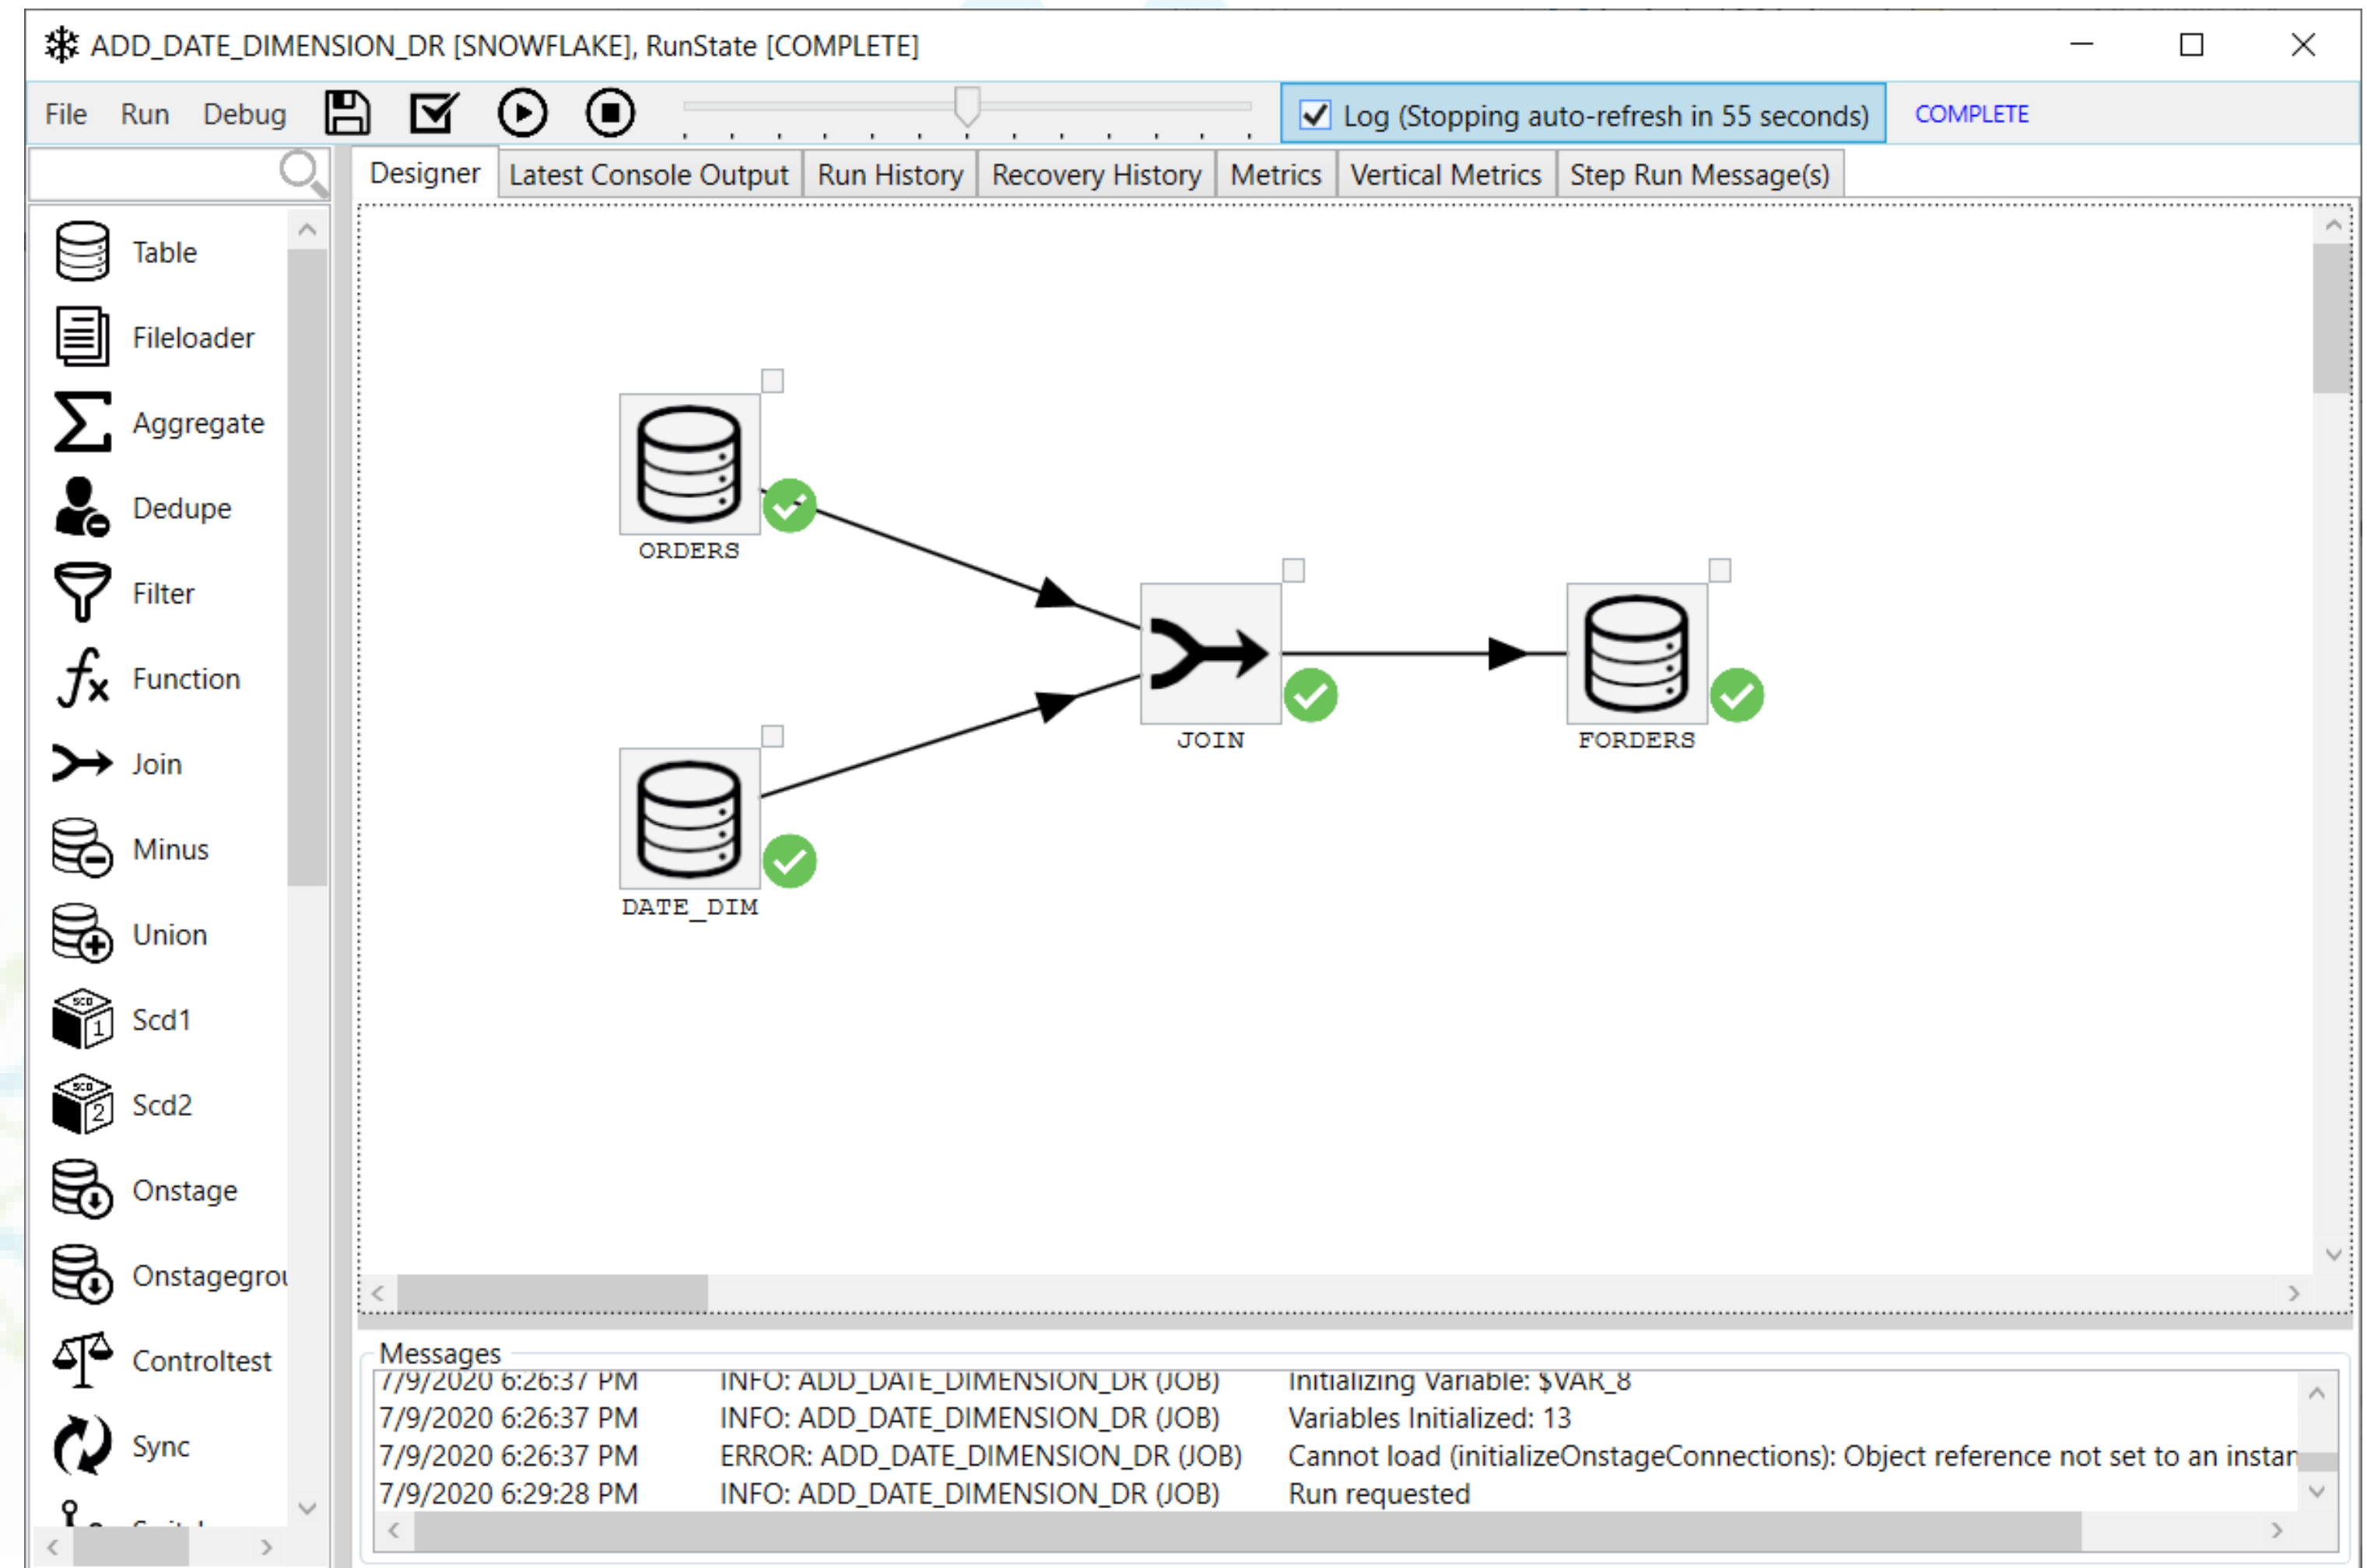 ADD_DATE_DIMENSION_DR [SNOWFLAKE], RunState [COMPLETE]
File Run Debug Log (Stopping auto-refresh in 55 seconds) COMPLETE
Designer Latest Console Output Run History Recovery History Metrics Vertical Metrics Step Run Message(s)
Table
Fileloader
Aggregate
Dedupe
Filter
Function
Join
Minus
Union
SCD 1 Scd1
SCD 2 Scd2
Onstage
Onstagegrou
Controltest
Sync
ORDERS
JOIN
FORDERS
DATE_DIM
Messages
7/9/2020 6:26:37 PM INFO: ADD_DATE_DIMENSION_DR (JOB) Initializing Variable: $VAR_8
7/9/2020 6:26:37 PM INFO: ADD_DATE_DIMENSION_DR (JOB) Variables Initialized: 13
7/9/2020 6:26:37 PM ERROR: ADD_DATE_DIMENSION_DR (JOB) Cannot load (initializeOnstageConnections): Object reference not set to an instan
7/9/2020 6:29:28 PM INFO: ADD_DATE_DIMENSION_DR (JOB) Run requested